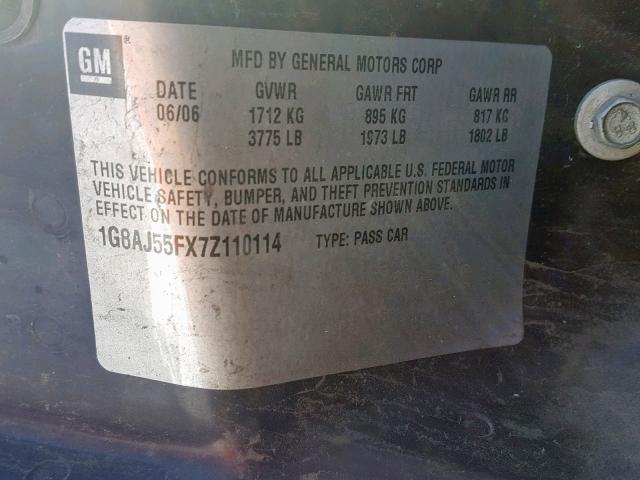 GM
MFD BY GENERAL MOTORS CORP
DATE GVWR GAWR FRT GAWR RR
06/06 1712 KG 895 KG 817 KG
3775 LB 1973 LB 1802 LB
THIS VEHICLE CONFORMS TO ALL APPLICABLE U.S. FEDERAL MOTOR
VEHICLE SAFETY, BUMPER, AND THEFT PREVENTION STANDARDS IN
EFFECT ON THE DATE OF MANUFACTURE SHOWN ABOVE.
1G8AJ55FX7Z110114 TYPE: PASS CAR